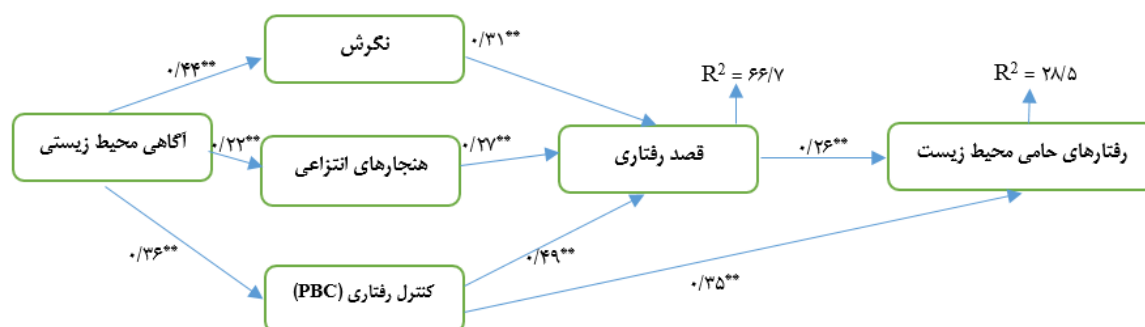 نگرش
۰/۳۱**
۰/۴۴**
R² = ۶۶/۷
R² = ۲۸/۵
آگاهی محیط زیستی
۰/۲۲**
هنجارهای انتزاعی
۰/۲۷**
قصد رفتاری
۰/۲۶**
رفتارهای حامی محیط زیست
۰/۳۶**
کنترل رفتاری (PBC)
۰/۴۹**
۰/۳۵**